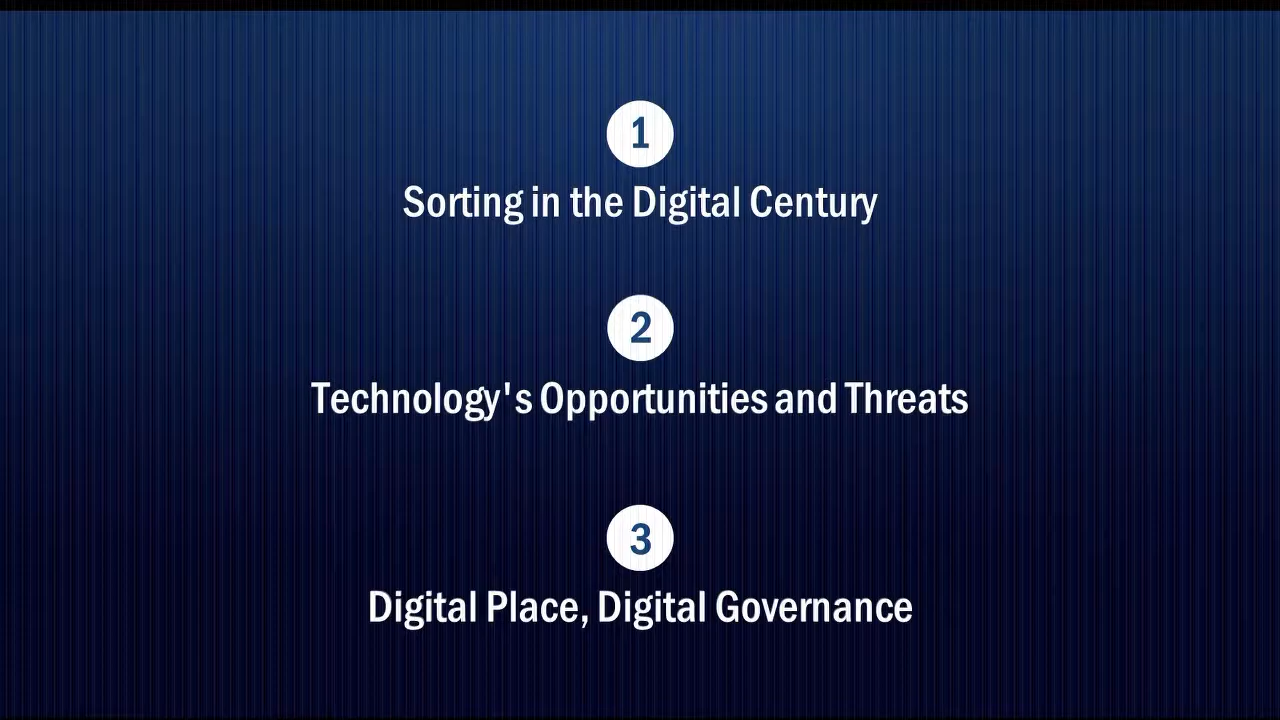 1
Sorting in the Digital Century
2
Technology's Opportunities and Threats
3
Digital Place, Digital Governance